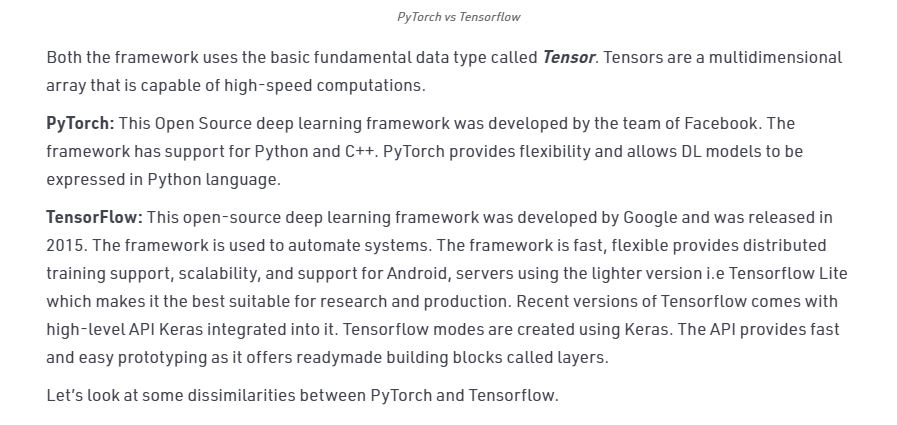 PyTorch vs Tensorflow
Both the framework uses the basic fundamental data type called Tensor. Tensors are a multidimensional
array that is capable of high-speed computations.
PyTorch: This Open Source deep learning framework was developed by the team of Facebook. The
framework has support for Python and C++. PyTorch provides flexibility and allows DL models to be
expressed in Python language.
TensorFlow: This open-source deep learning framework was developed by Google and was released in
2015. The framework is used to automate systems. The framework is fast, flexible provides distributed
training support, scalability, and support for Android, servers using the lighter version i.e Tensorflow Lite
which makes it the best suitable for research and production. Recent versions of Tensorflow comes with
high-level API Keras integrated into it. Tensorflow modes are created using Keras. The API provides fast
and easy prototyping as it offers readymade building blocks called layers.
Let's look at some dissimilarities between PyTorch and Tensorflow.